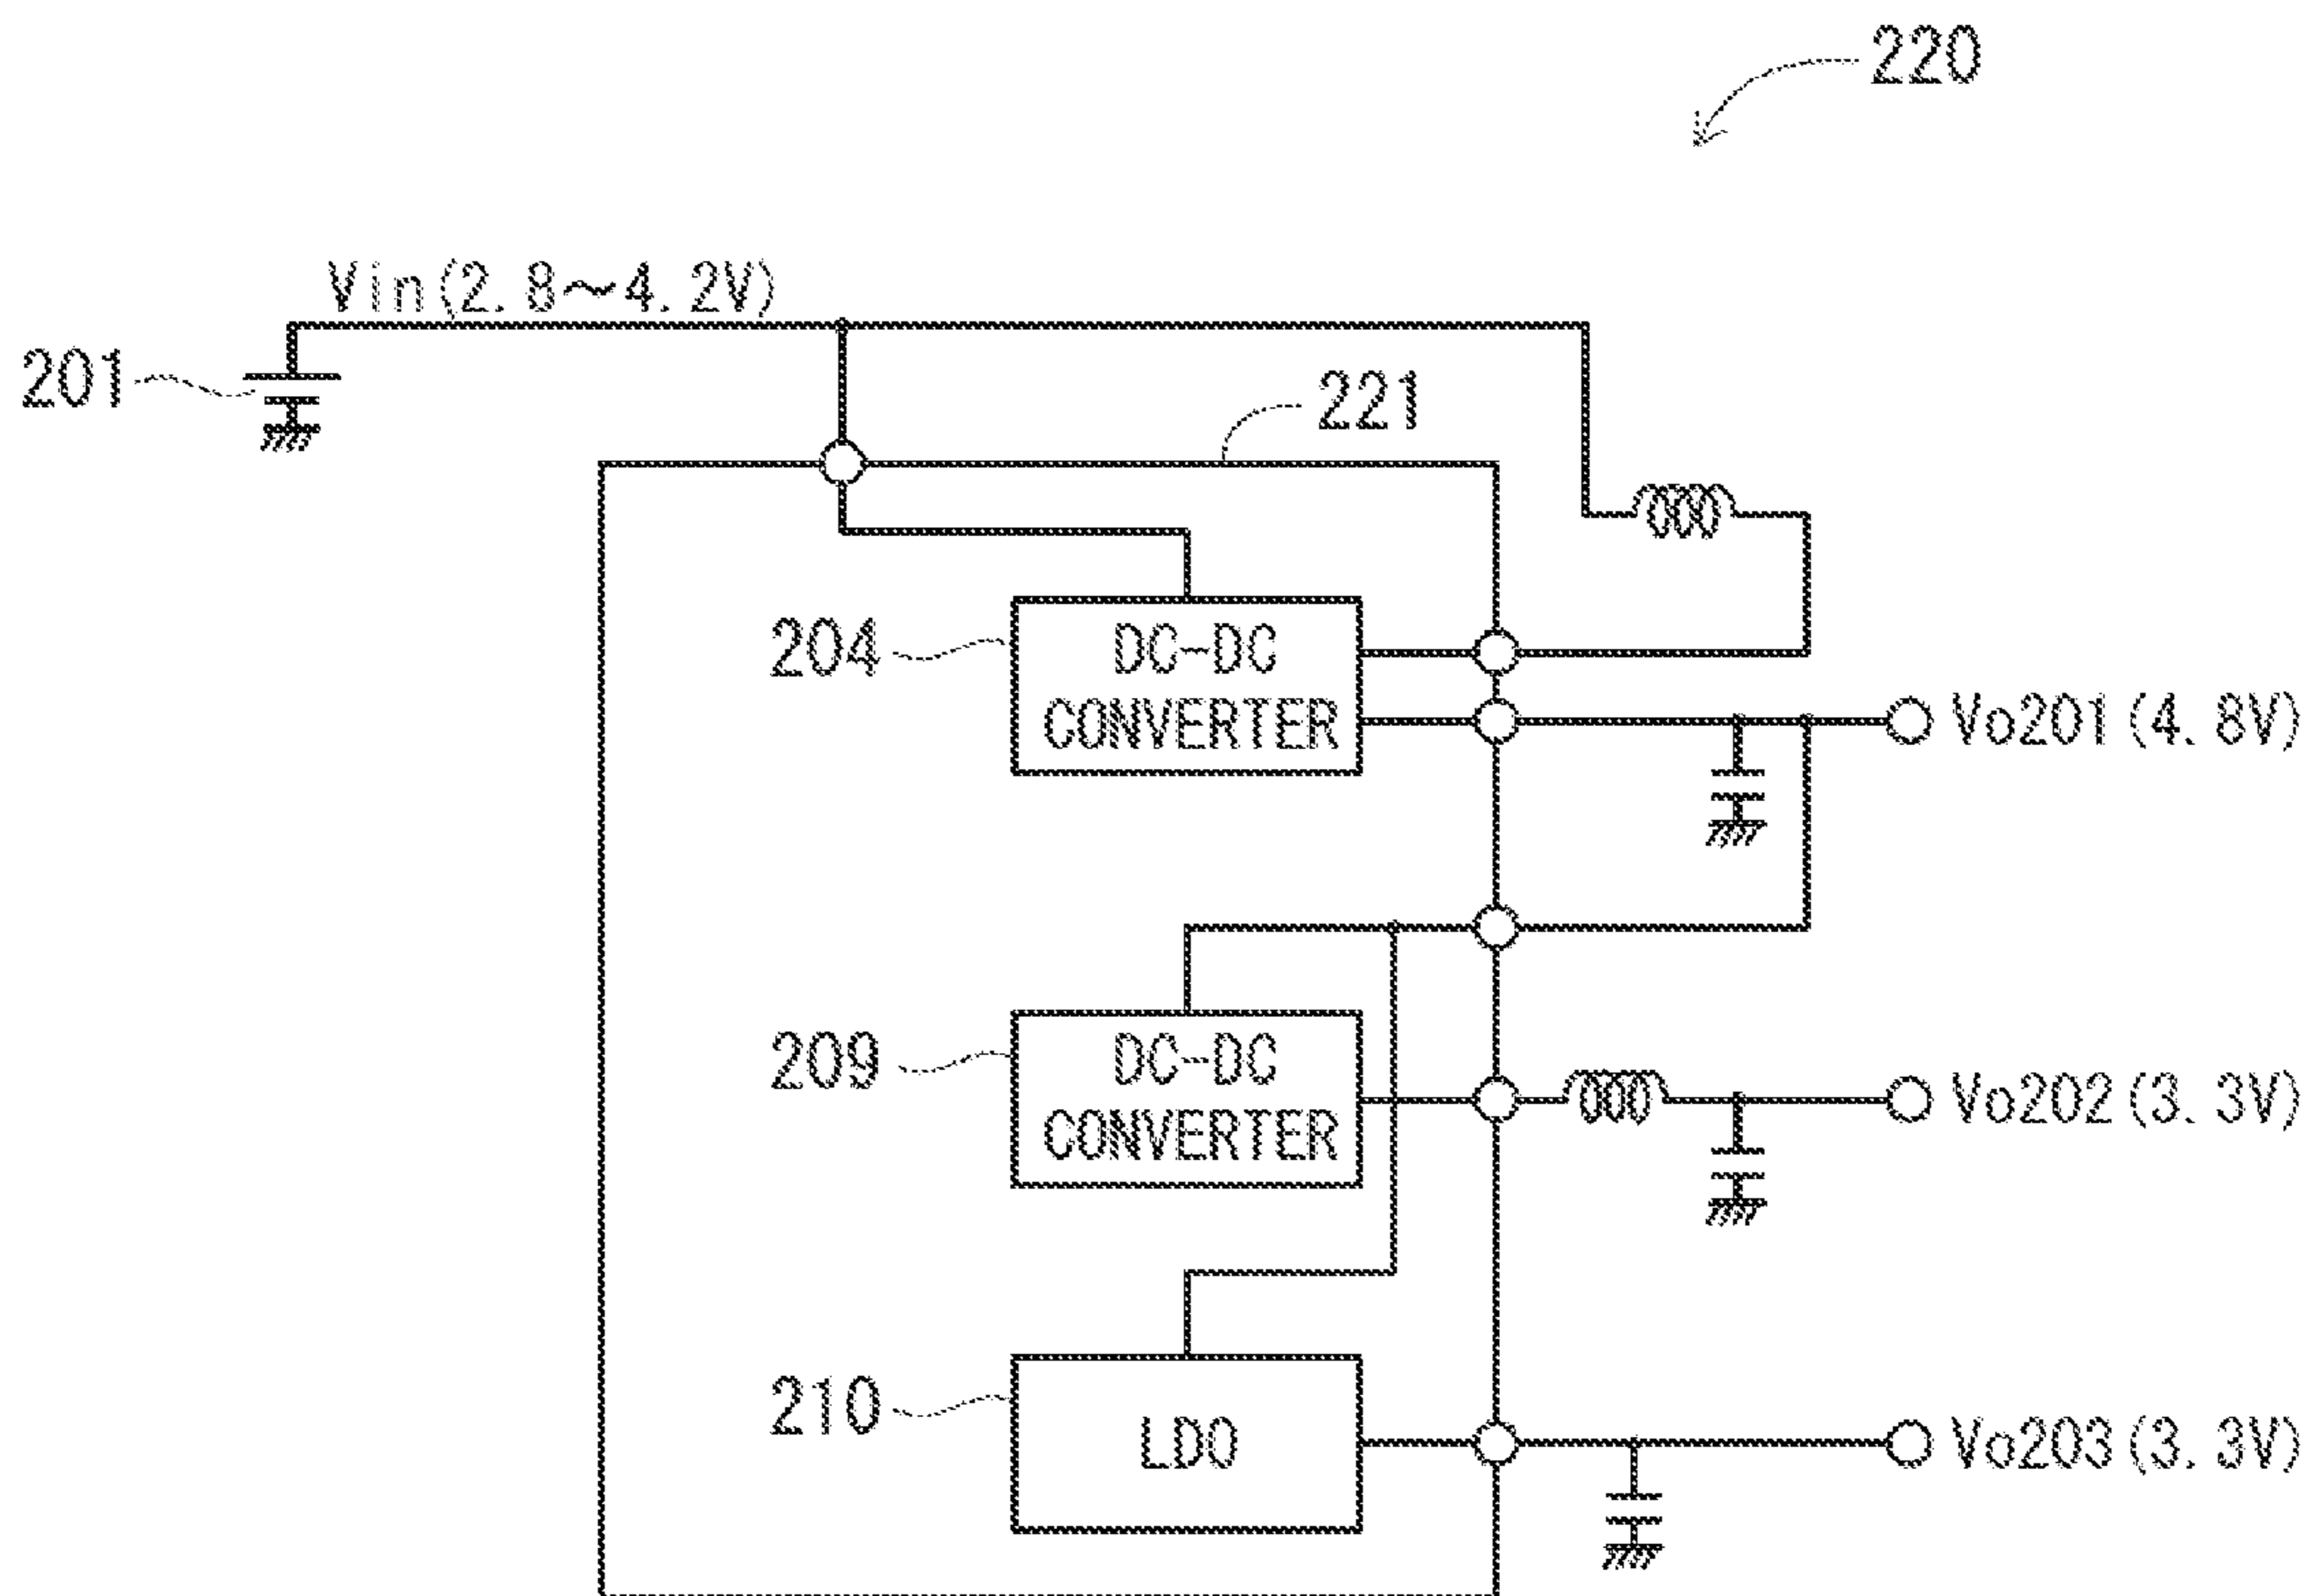 220
Vin(2.8～4.2V)
201
221
204
DC-DC
CONVERTER
Vo201(4.8V)
209
DC-DC
CONVERTER
Vo202(3.3V)
210
LDO
Vo203(3.3V)